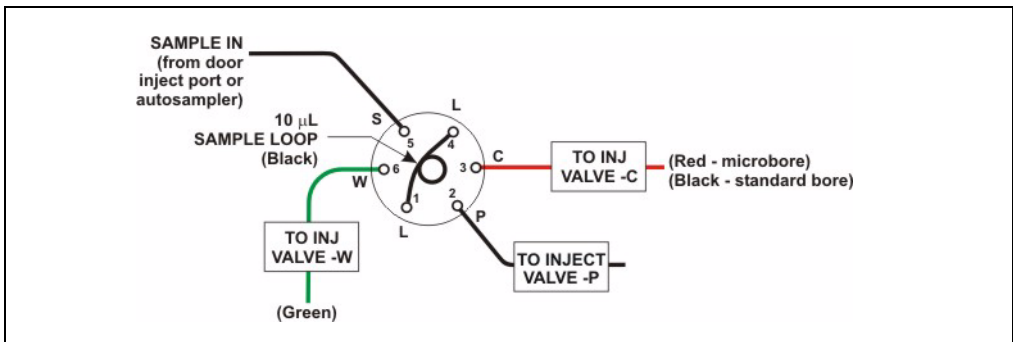 SAMPLE IN
(from door
inject port or
autosampler)
10 µL
SAMPLE LOOP
(Black)
S
5
L
4
C
3
TO INJ
VALVE -C
(Red - microbore)
(Black - standard bore)
W
6
1
L
2
P
TO INJ
VALVE -W
(Green)
TO INJECT
VALVE -P